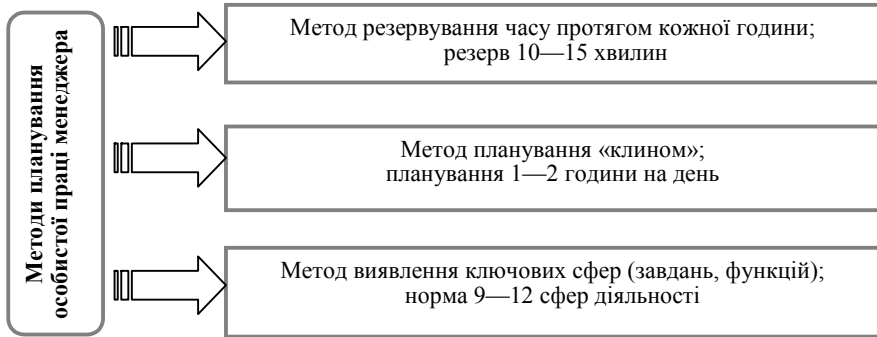 Методи планування
особистої праці менеджера
Метод резервування часу протягом кожної години;
резерв 10—15 хвилин
Метод планування «клином»;
планування 1—2 години на день
Метод виявлення ключових сфер (завдань, функцій);
норма 9—12 сфер діяльності